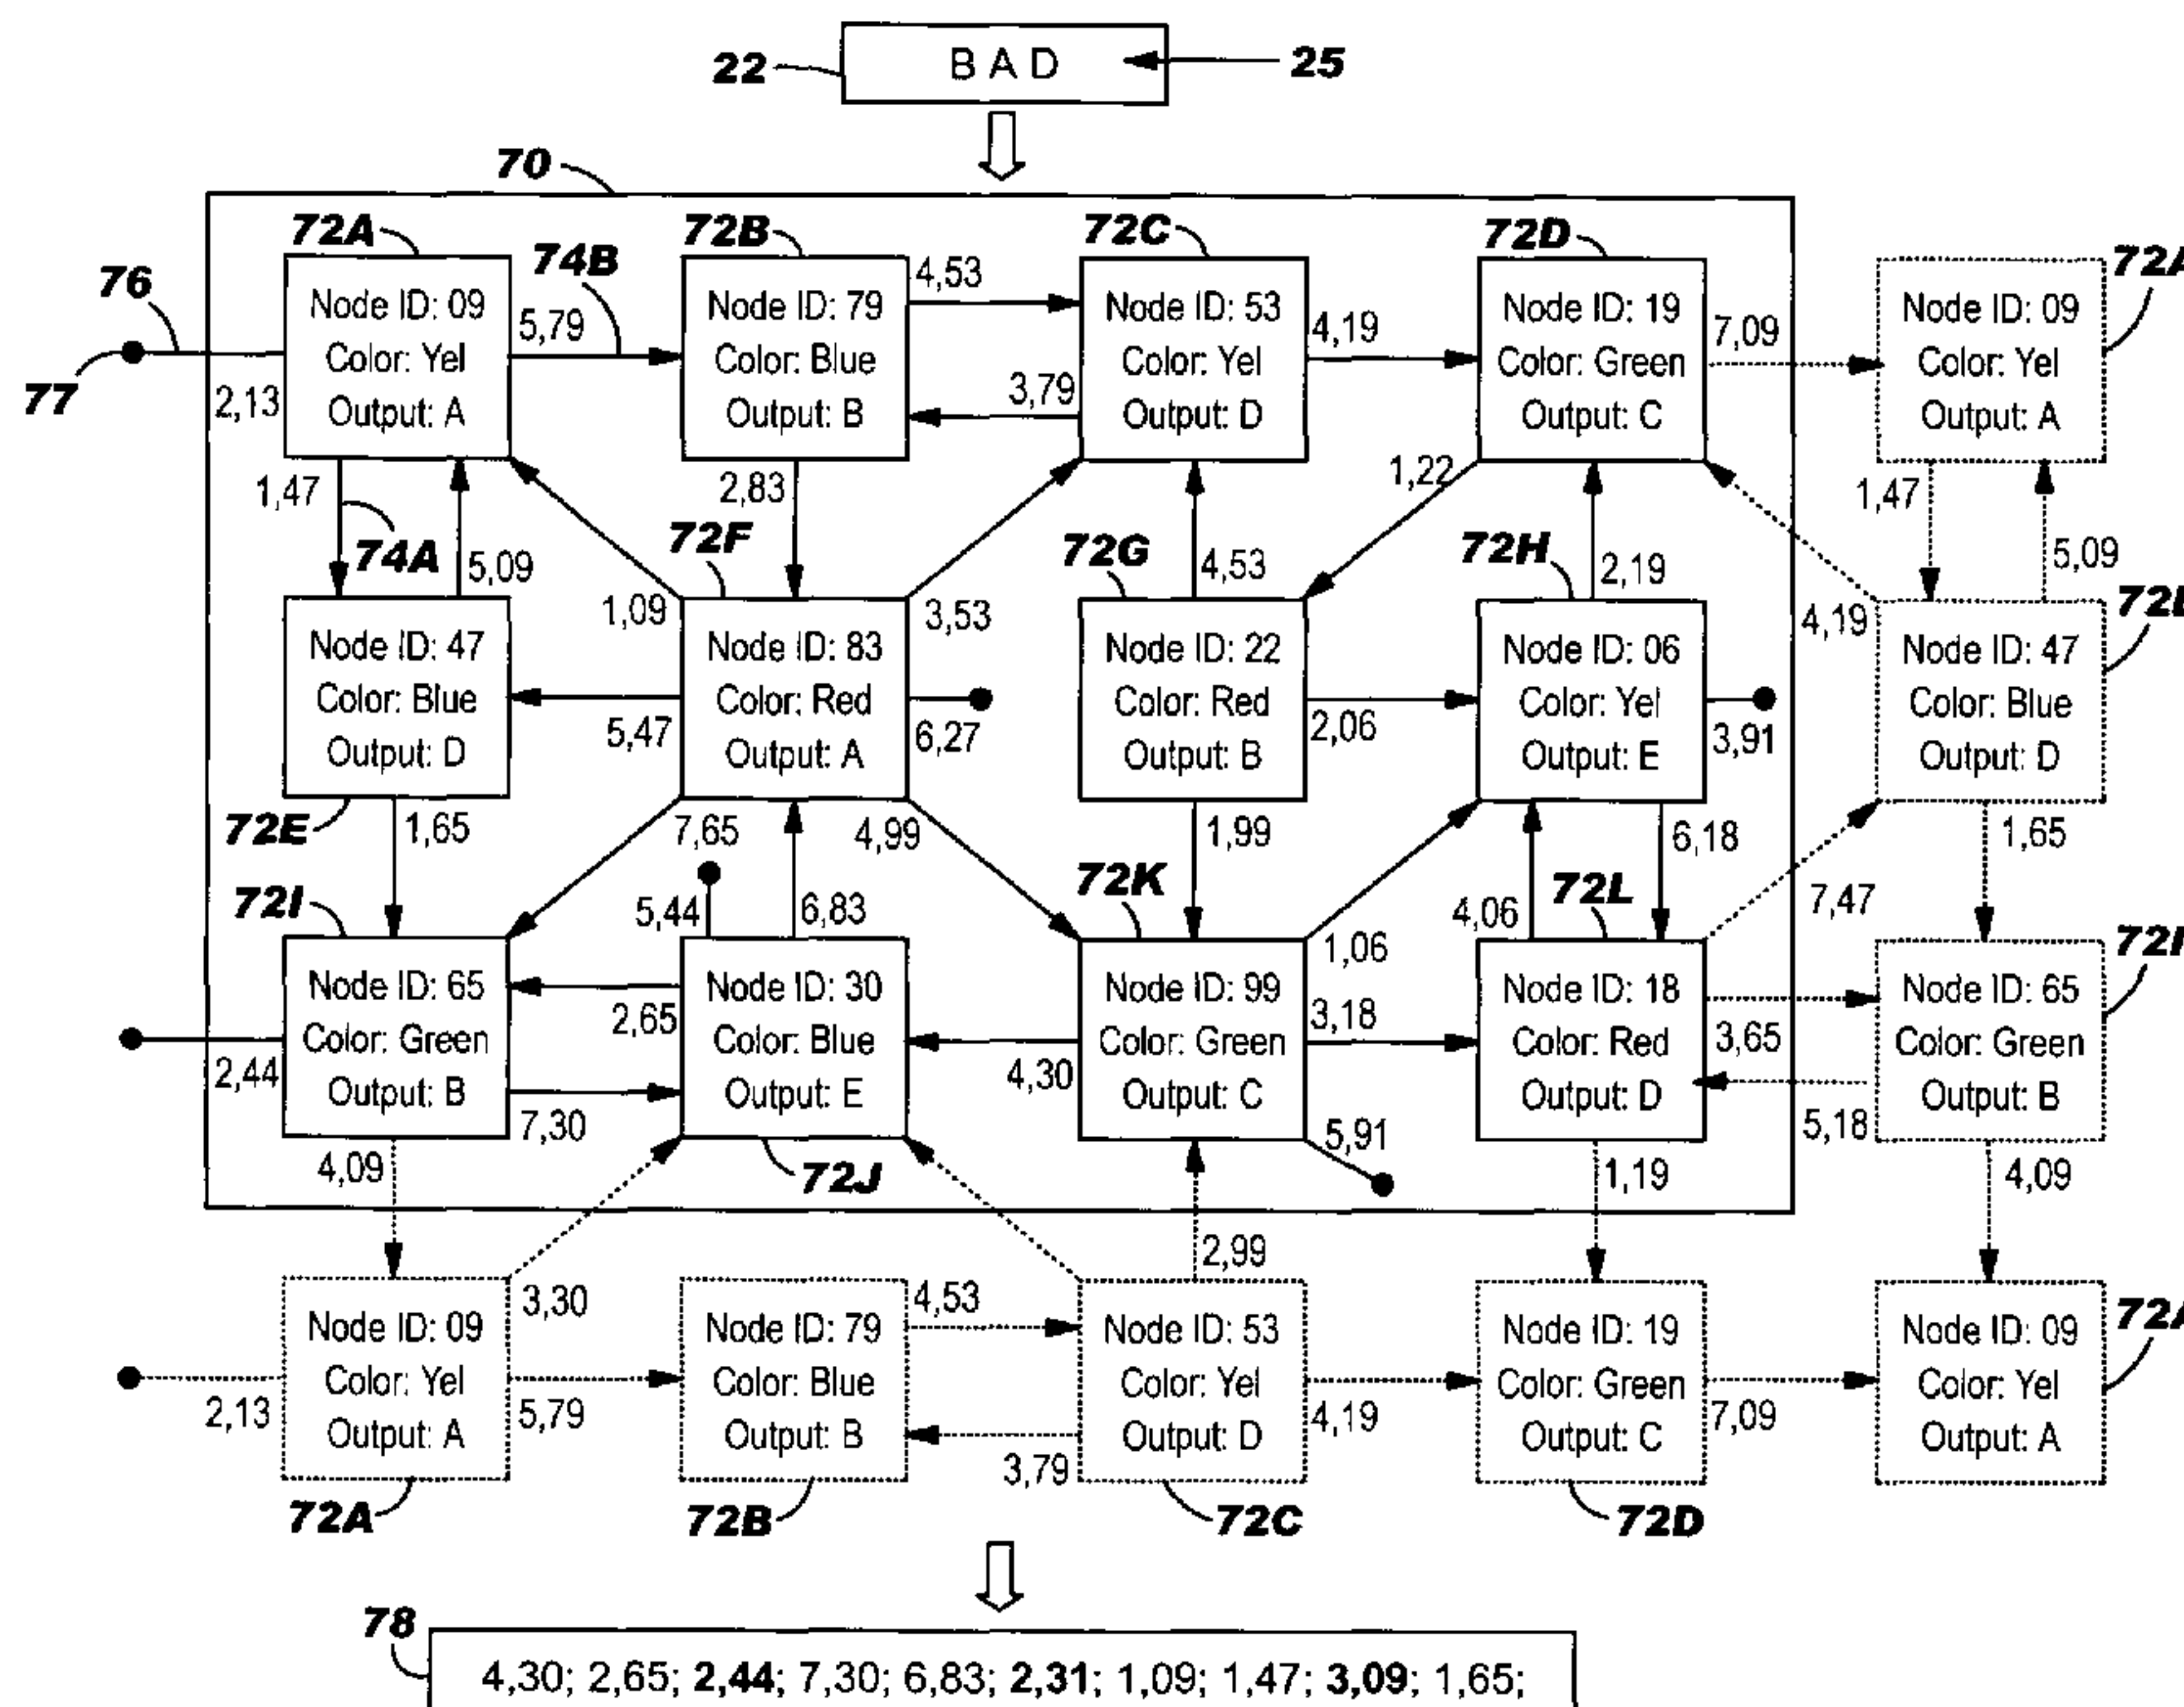 22
BAD
25
70
72A
72B
72C
72D
76
77
2,13
Node ID: 09
Color: Yel
Output: A
5,79
74B
Node ID: 79
Color: Blue
Output: B
4,53
3,79
Node ID: 53
Color: Yel
Output: D
4,19
Node ID: 19
Color: Green
Output: C
7,09
Node ID: 09
Color: Yel
Output: A
1,47
74A
5,09
1,09
2,83
72F
3,53
72G
4,53
1,22
72H
2,19
4,19
1,47
5,09
Node ID: 47
Color: Blue
Output: D
72E
5,47
Node ID: 83
Color: Red
Output: A
6,27
Node ID: 22
Color: Red
Output: B
2,06
Node ID: 06
Color: Yel
Output: E
3,91
Node ID: 47
Color: Blue
Output: D
1,65
7,65
4,99
1,99
6,18
1,65
72I
5,44
6,83
72K
1,06
4,06
72L
7,47
2,44
Node ID: 65
Color: Green
Output: B
7,30
2,65
Node ID: 30
Color: Blue
Output: E
4,30
Node ID: 99
Color: Green
Output: C
3,18
5,91
Node ID: 18
Color: Red
Output: D
3,65
5,18
Node ID: 65
Color: Green
Output: B
4,09
72J
1,19
4,09
2,99
2,13
Node ID: 09
Color: Yel
Output: A
3,30
5,79
Node ID: 79
Color: Blue
Output: B
4,53
3,79
Node ID: 53
Color: Yel
Output: D
4,19
Node ID: 19
Color: Green
Output: C
7,09
Node ID: 09
Color: Yel
Output: A
72A
72B
72C
72D
78
4,30; 2,65; 2,44; 7,30; 6,83; 2,31; 1,09; 1,47; 3,09; 1,65;